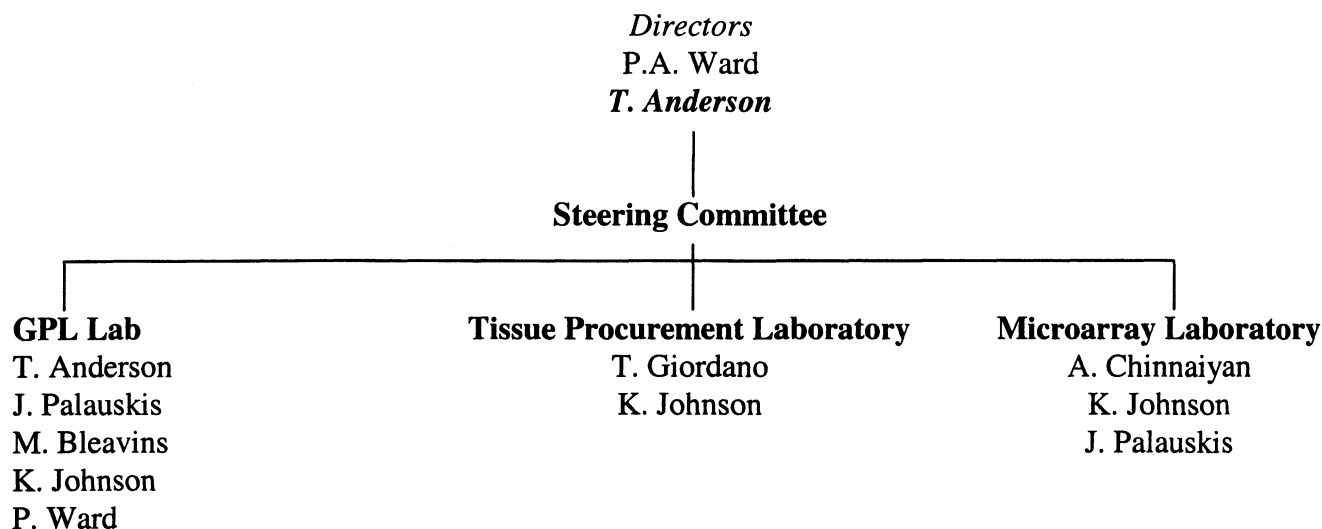 Directors
P.A. Ward
T. Anderson
Steering Committee
GPL Lab
T. Anderson
J. Palauskis
M. Bleavins
K. Johnson
P. Ward
Tissue Procurement Laboratory
T. Giordano
K. Johnson
Microarray Laboratory
A. Chinnaiyan
K. Johnson
J. Palauskis